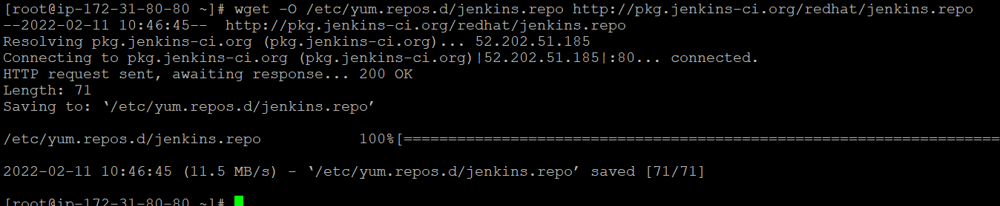 [root@ip-172-31-80-80 ~]# wget -O /etc/yum.repos.d/jenkins.repo http://pkg.jenkins-ci.org/redhat/jenkins.repo
--2022-02-11 10:46:45--  http://pkg.jenkins-ci.org/redhat/jenkins.repo
Resolving pkg.jenkins-ci.org (pkg.jenkins-ci.org)... 52.202.51.185
Connecting to pkg.jenkins-ci.org (pkg.jenkins-ci.org)|52.202.51.185|:80... connected.
HTTP request sent, awaiting response... 200 OK
Length: 71
Saving to: ‘/etc/yum.repos.d/jenkins.repo’
/etc/yum.repos.d/jenkins.repo           100%[===================================================================
2022-02-11 10:46:45 (11.5 MB/s) - ‘/etc/yum.repos.d/jenkins.repo’ saved [71/71]
[root@ip-172-31-80-80 ~]#